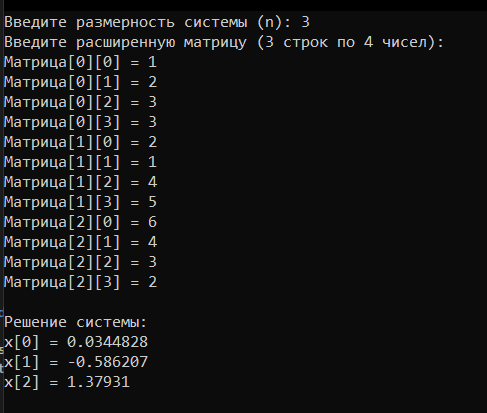 Введите размерность системы (n): 3
Введите расширенную матрицу (3 строк по 4 чисел):
Матрица[0][0] = 1
Матрица[0][1] = 2
Матрица[0][2] = 3
Матрица[0][3] = 3
Матрица[1][0] = 2
Матрица[1][1] = 1
Матрица[1][2] = 4
Матрица[1][3] = 5
Матрица[2][0] = 6
Матрица[2][1] = 4
Матрица[2][2] = 3
Матрица[2][3] = 2
Решение системы:
x[0] = 0.0344828
x[1] = -0.586207
x[2] = 1.37931